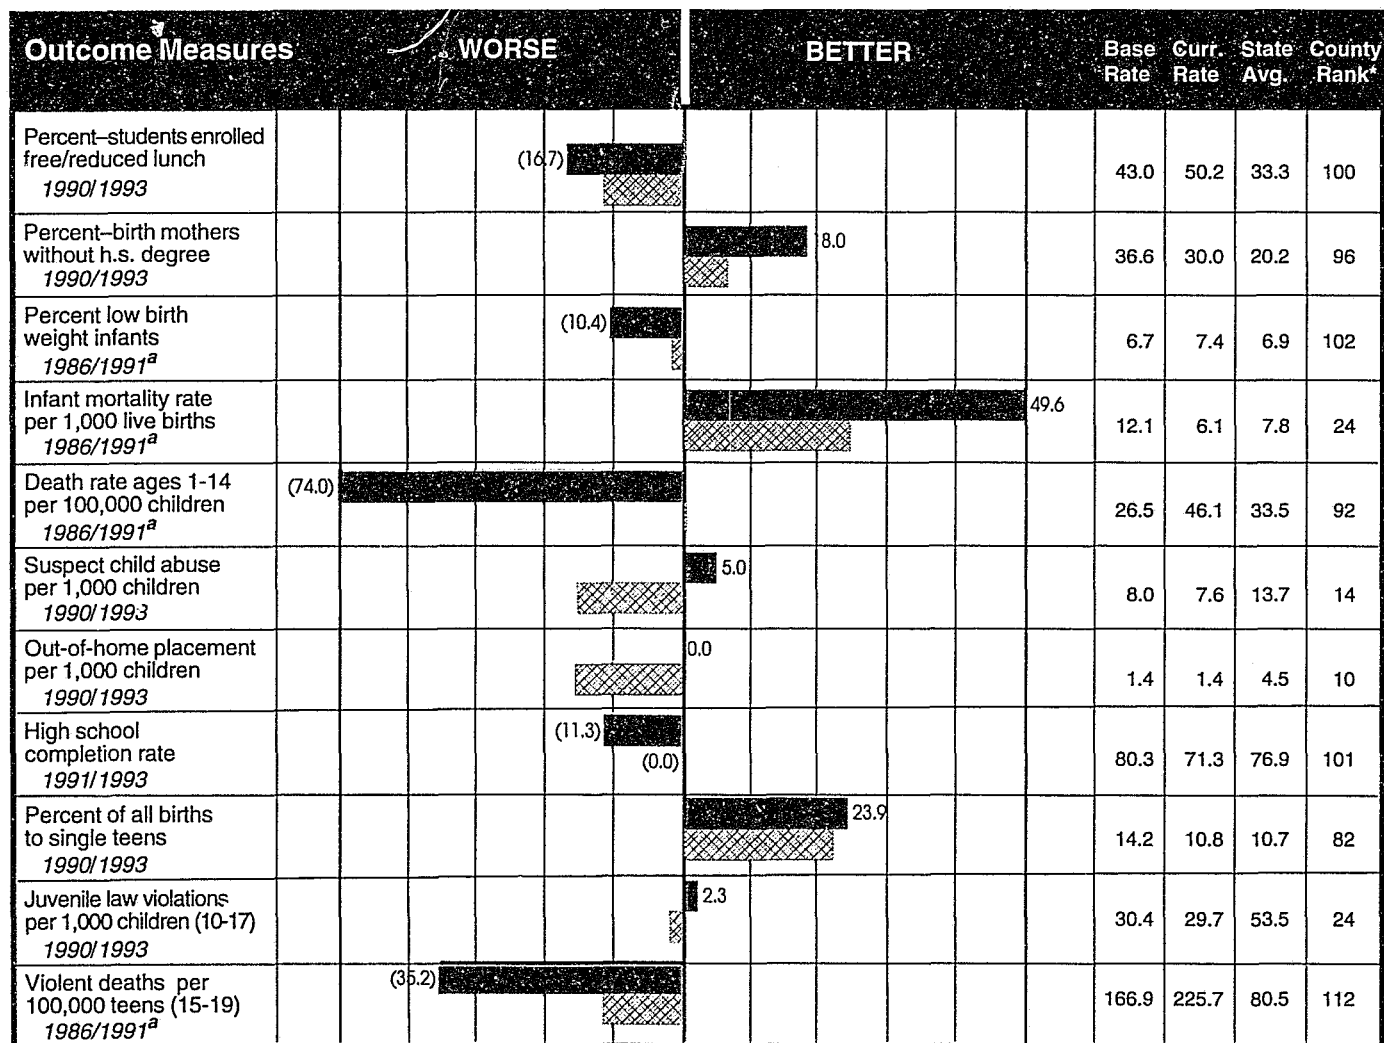 Outcome Measures WORSE BETTER Base Rate Curr. Rate State Avg. County Rank*
Percent–students enrolled
free/reduced lunch
1990/1993
(16.7)
43.0 50.2 33.3 100
Percent–birth mothers
without h.s. degree
1990/1993
8.0
36.6 30.0 20.2 96
Percent low birth
weight infants
1986/1991a
(10.4)
6.7 7.4 6.9 102
Infant mortality rate
per 1,000 live births
1986/1991a
49.6
12.1 6.1 7.8 24
Death rate ages 1-14
per 100,000 children
1986/1991a
(74.0)
26.5 46.1 33.5 92
Suspect child abuse
per 1,000 children
1990/1993
5.0
8.0 7.6 13.7 14
Out-of-home placement
per 1,000 children
1990/1993
0.0
1.4 1.4 4.5 10
High school
completion rate
1991/1993
(11.3)
(0.0)
80.3 71.3 76.9 101
Percent of all births
to single teens
1990/1993
23.9
14.2 10.8 10.7 82
Juvenile law violations
per 1,000 children (10-17)
1990/1993
2.3
30.4 29.7 53.5 24
Violent deaths per
100,000 teens (15-19)
1986/1991a
(35.2)
166.9 225.7 80.5 112